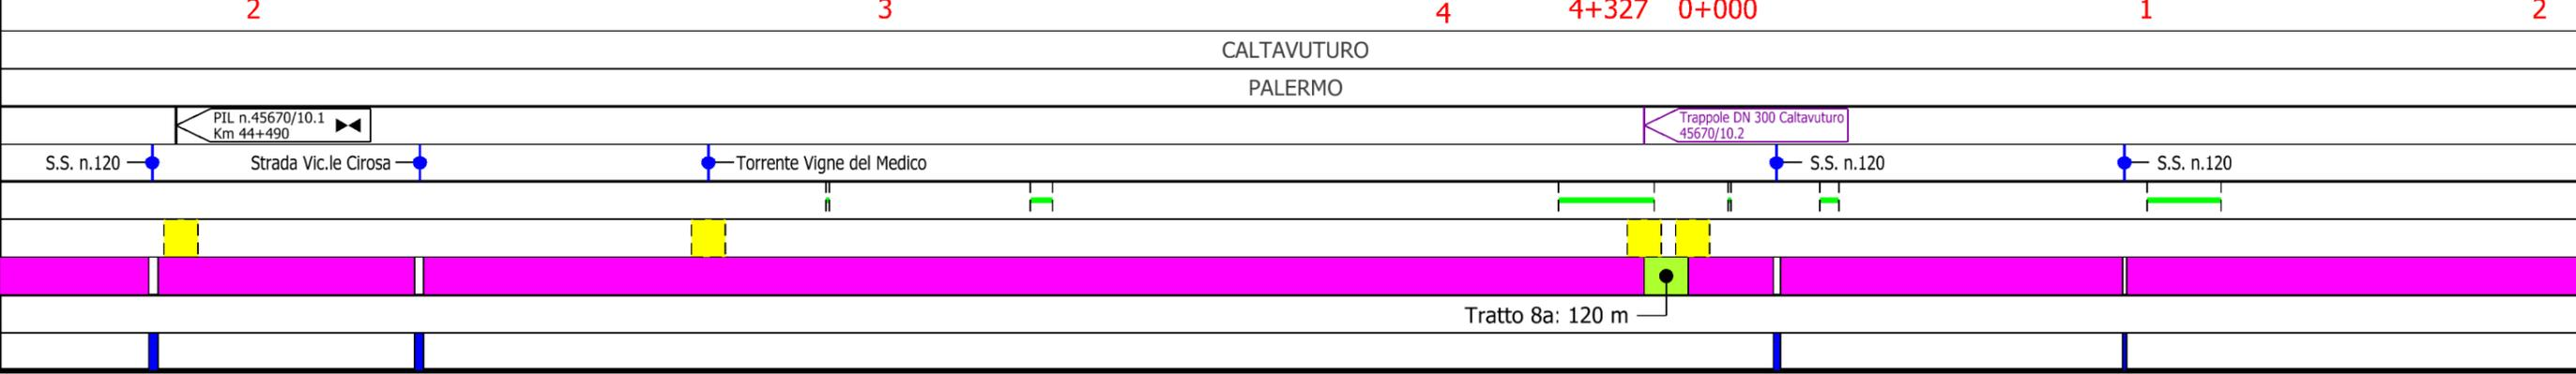 2 3 4 4+327 0+000 1 2
CALTAVUTURO
PALERMO
PIL n.45670/10.1
Km 44+490
Trappole DN 300 Caltavuturo
45670/10.2
S.S. n.120
Strada Vic.le Cirosa
Torrente Vigne del Medico
S.S. n.120
S.S. n.120
Tratto 8a: 120 m